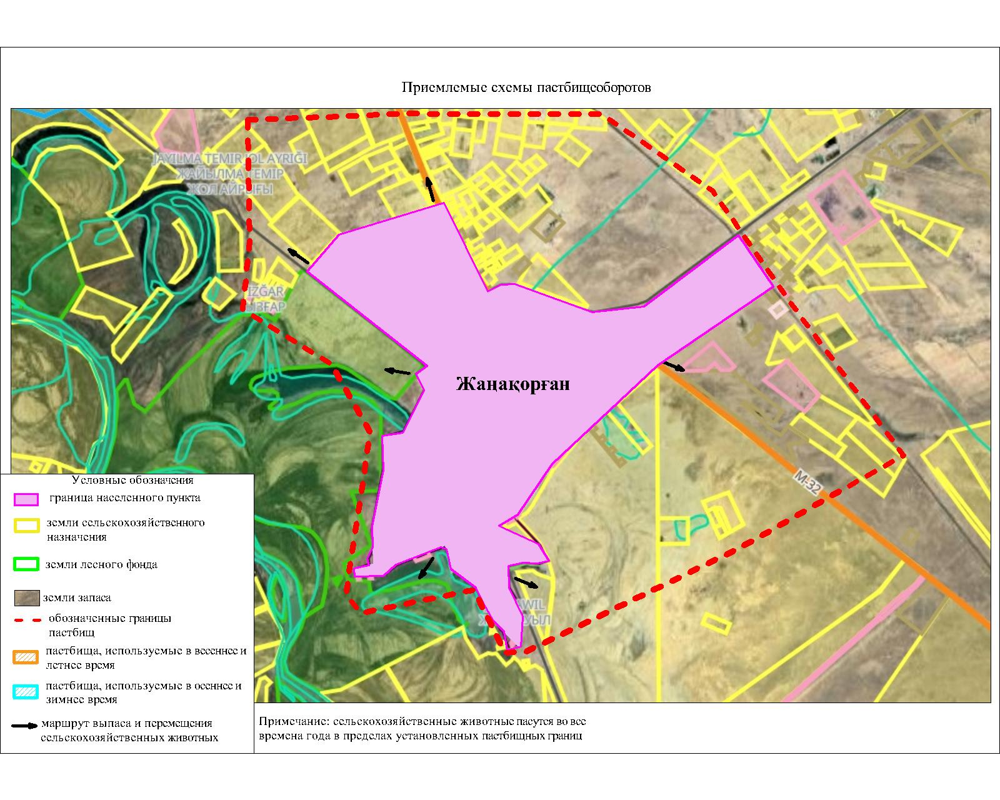 Приемлемые схемы пастбищеоборотов
JAYILMA TEMIR JOL AYRIĞI
ЖАЙЫЛМА ТЕМІР
ЖОЛ АЙРЫҒЫ
IZĞAR
ЫЗҒАР
Жаңақорған
M-32
WIL
УЫЛ
Условные обозначения
граница населенного пункта
земли сельскохозяйственного
назначения
земли лесного фонда
земли запаса
обозначенные границы
пастбищ
пастбища, используемые в весеннее и
летнее время
пастбища, используемые в осеннее и
зимнее время
маршрут выпаса и перемещения
сельскохозяйственных животных
Примечание: сельскохозяйственные животные пасутся во все
времена года в пределах установленных пастбищных границ